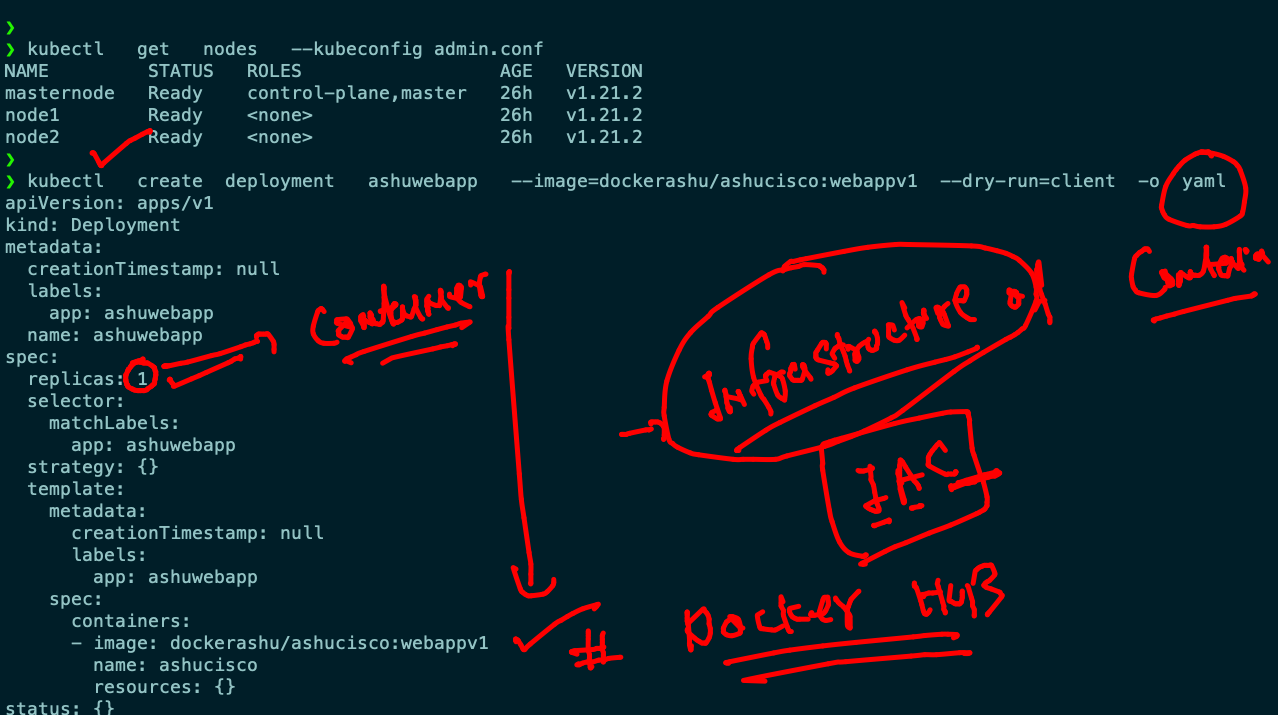 ❯
❯ kubectl   get   nodes   --kubeconfig admin.conf
NAME         STATUS   ROLES                  AGE   VERSION
masternode   Ready    control-plane,master   26h   v1.21.2
node1        Ready    <none>                 26h   v1.21.2
node2        Ready    <none>                 26h   v1.21.2
❯
❯ kubectl   create  deployment   ashuwebapp   --image=dockerashu/ashucisco:webappv1  --dry-run=client  -o  yaml
apiVersion: apps/v1
kind: Deployment
metadata:
  creationTimestamp: null
  labels:
    app: ashuwebapp
  name: ashuwebapp
spec:
  replicas: 1
  selector:
    matchLabels:
      app: ashuwebapp
  strategy: {}
  template:
    metadata:
      creationTimestamp: null
      labels:
        app: ashuwebapp
    spec:
      containers:
      - image: dockerashu/ashucisco:webappv1
        name: ashucisco
        resources: {}
status: {}
Container
Infrastructure
IAC
# Docker HUB